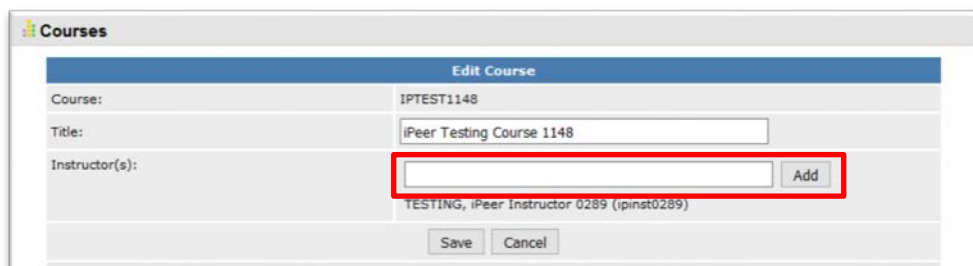 Courses
Edit Course
Course: IPTEST1148
Title: iPeer Testing Course 1148
Instructor(s): Add
TESTING, iPeer Instructor 0289 (ipinst0289)
Save Cancel